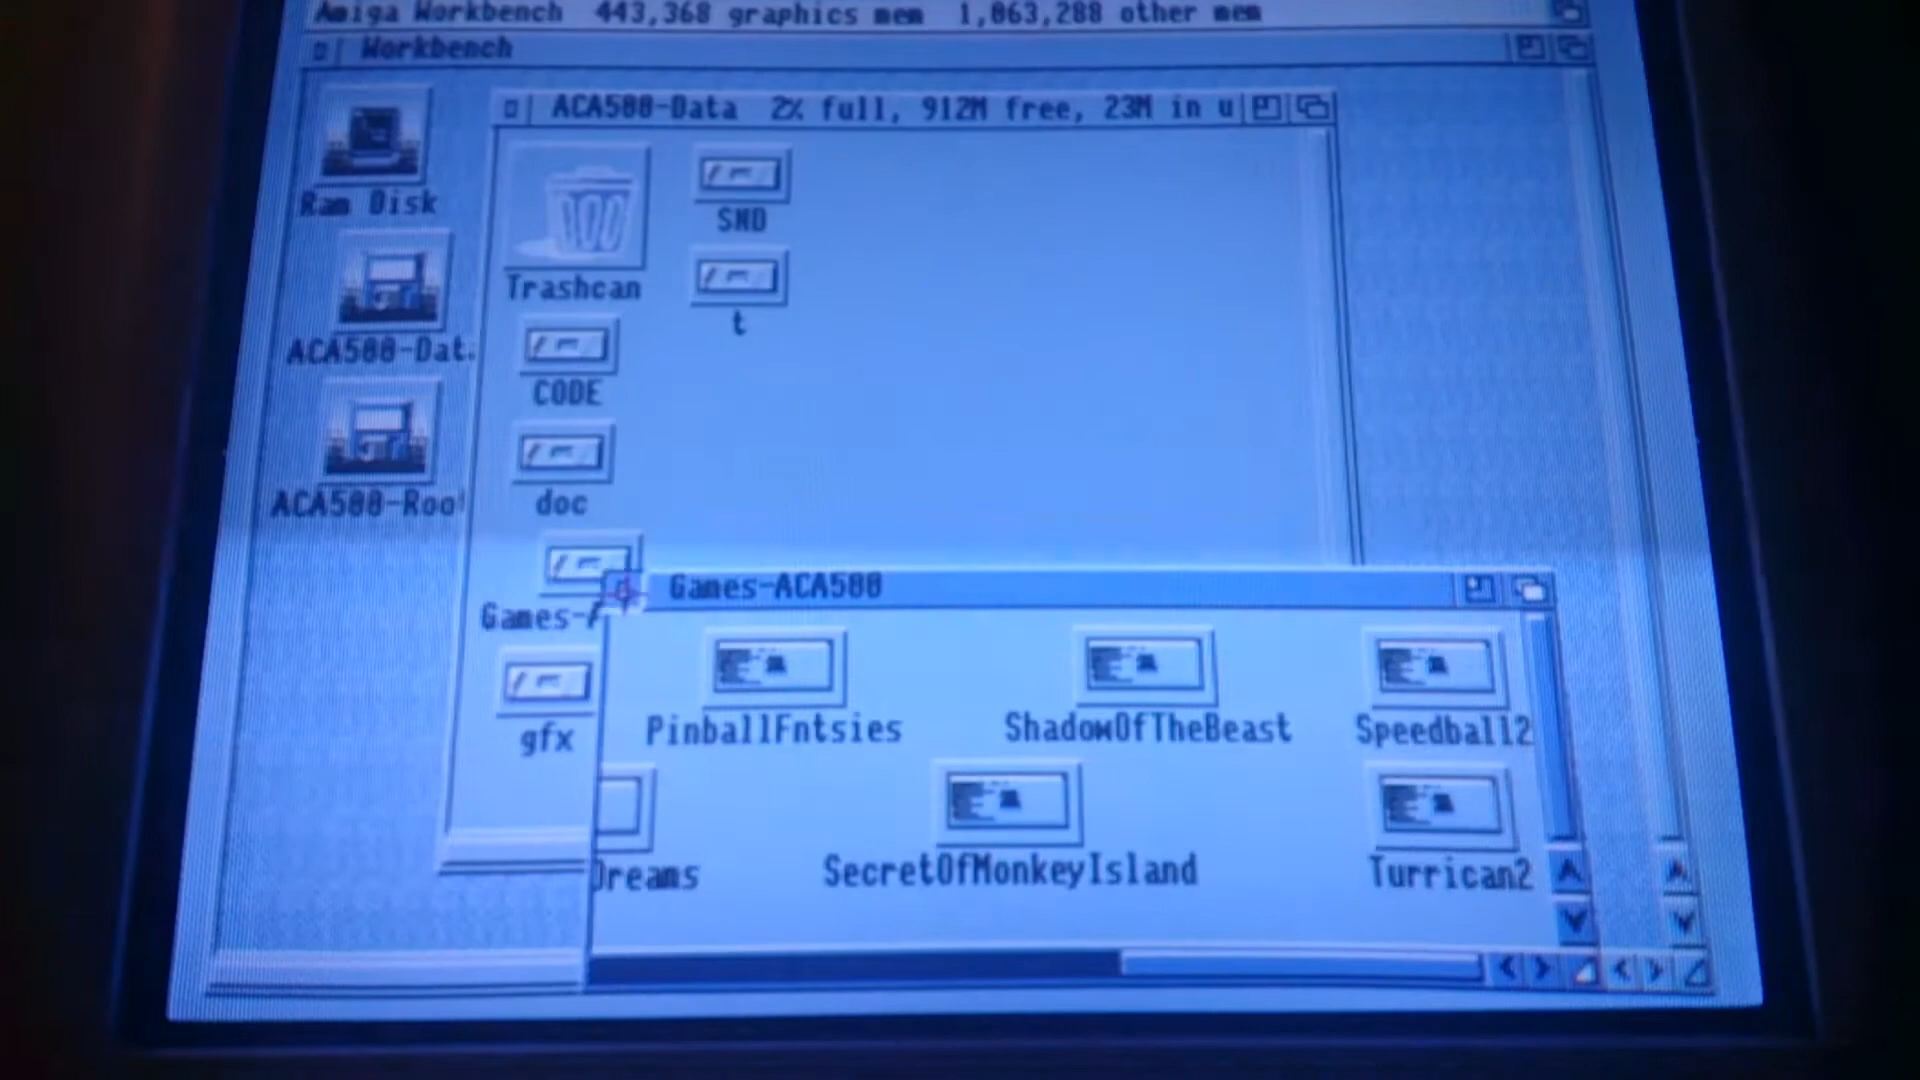 Amiga Workbench 443,368 graphics mem 1,063,288 other mem
Workbench
ACA500-Data 2% full, 912M free, 23M in u
Ram Disk
SND
Trashcan
t
ACA500-Dat
CODE
ACA500-Roo
doc
Games-ACA500
Games-A
gfx
PinballFntsies
ShadowOfTheBeast
Speedball2
Dreams
SecretOfMonkeyIsland
Turrican2